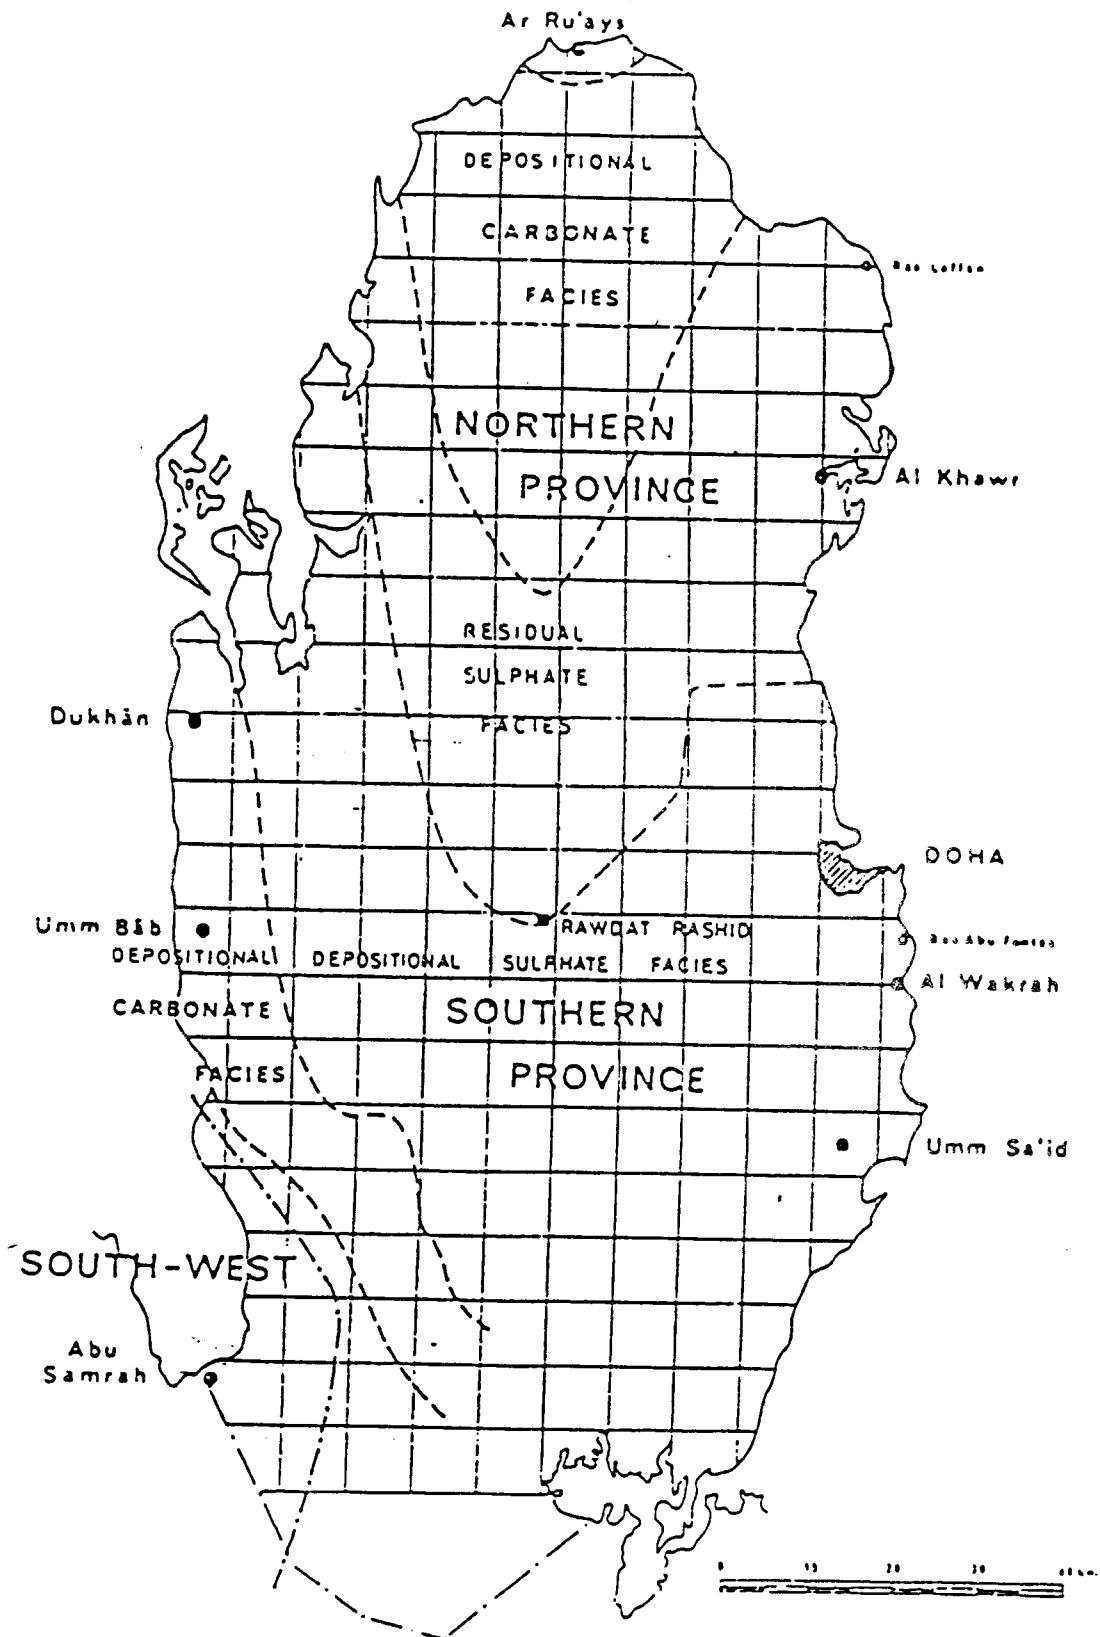 Ar Ru'ays
DEPOSITIONAL
CARBONATE
FACIES
NORTHERN
Al Khawr
PROVINCE
RESIDUAL
SULPHATE
FACIES
Dukhān
DOHA
Umm Bāb
RAWDAT RASHID
DEPOSITIONAL DEPOSITIONAL SULPHATE FACIES
Al Wakrah
CARBONATE SOUTHERN
FACIES PROVINCE
Umm Sa'id
SOUTH-WEST
Abu
Samrah